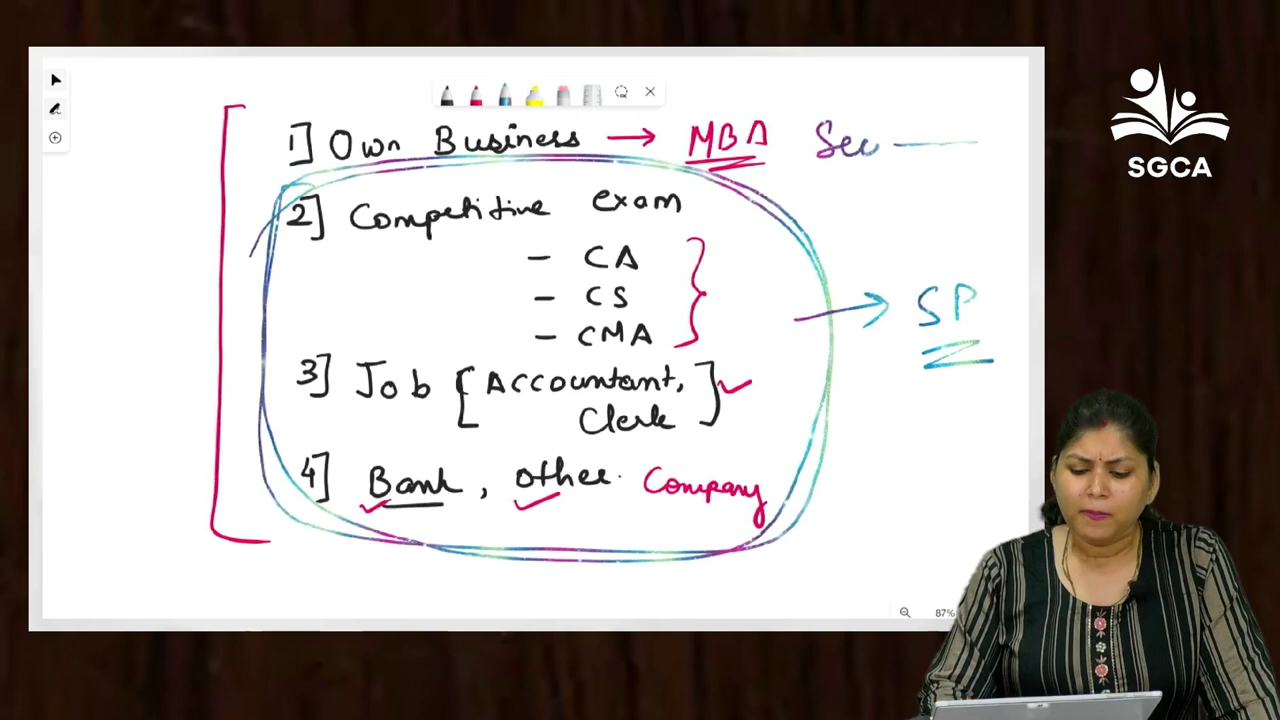 1] Own Business → MBA Sec
2] Competitive exam
- CA
- CS
- CMA
→ SP
3] Job [Accountant,
Clerk]
4] Bank, other. Company
87%
SGCA